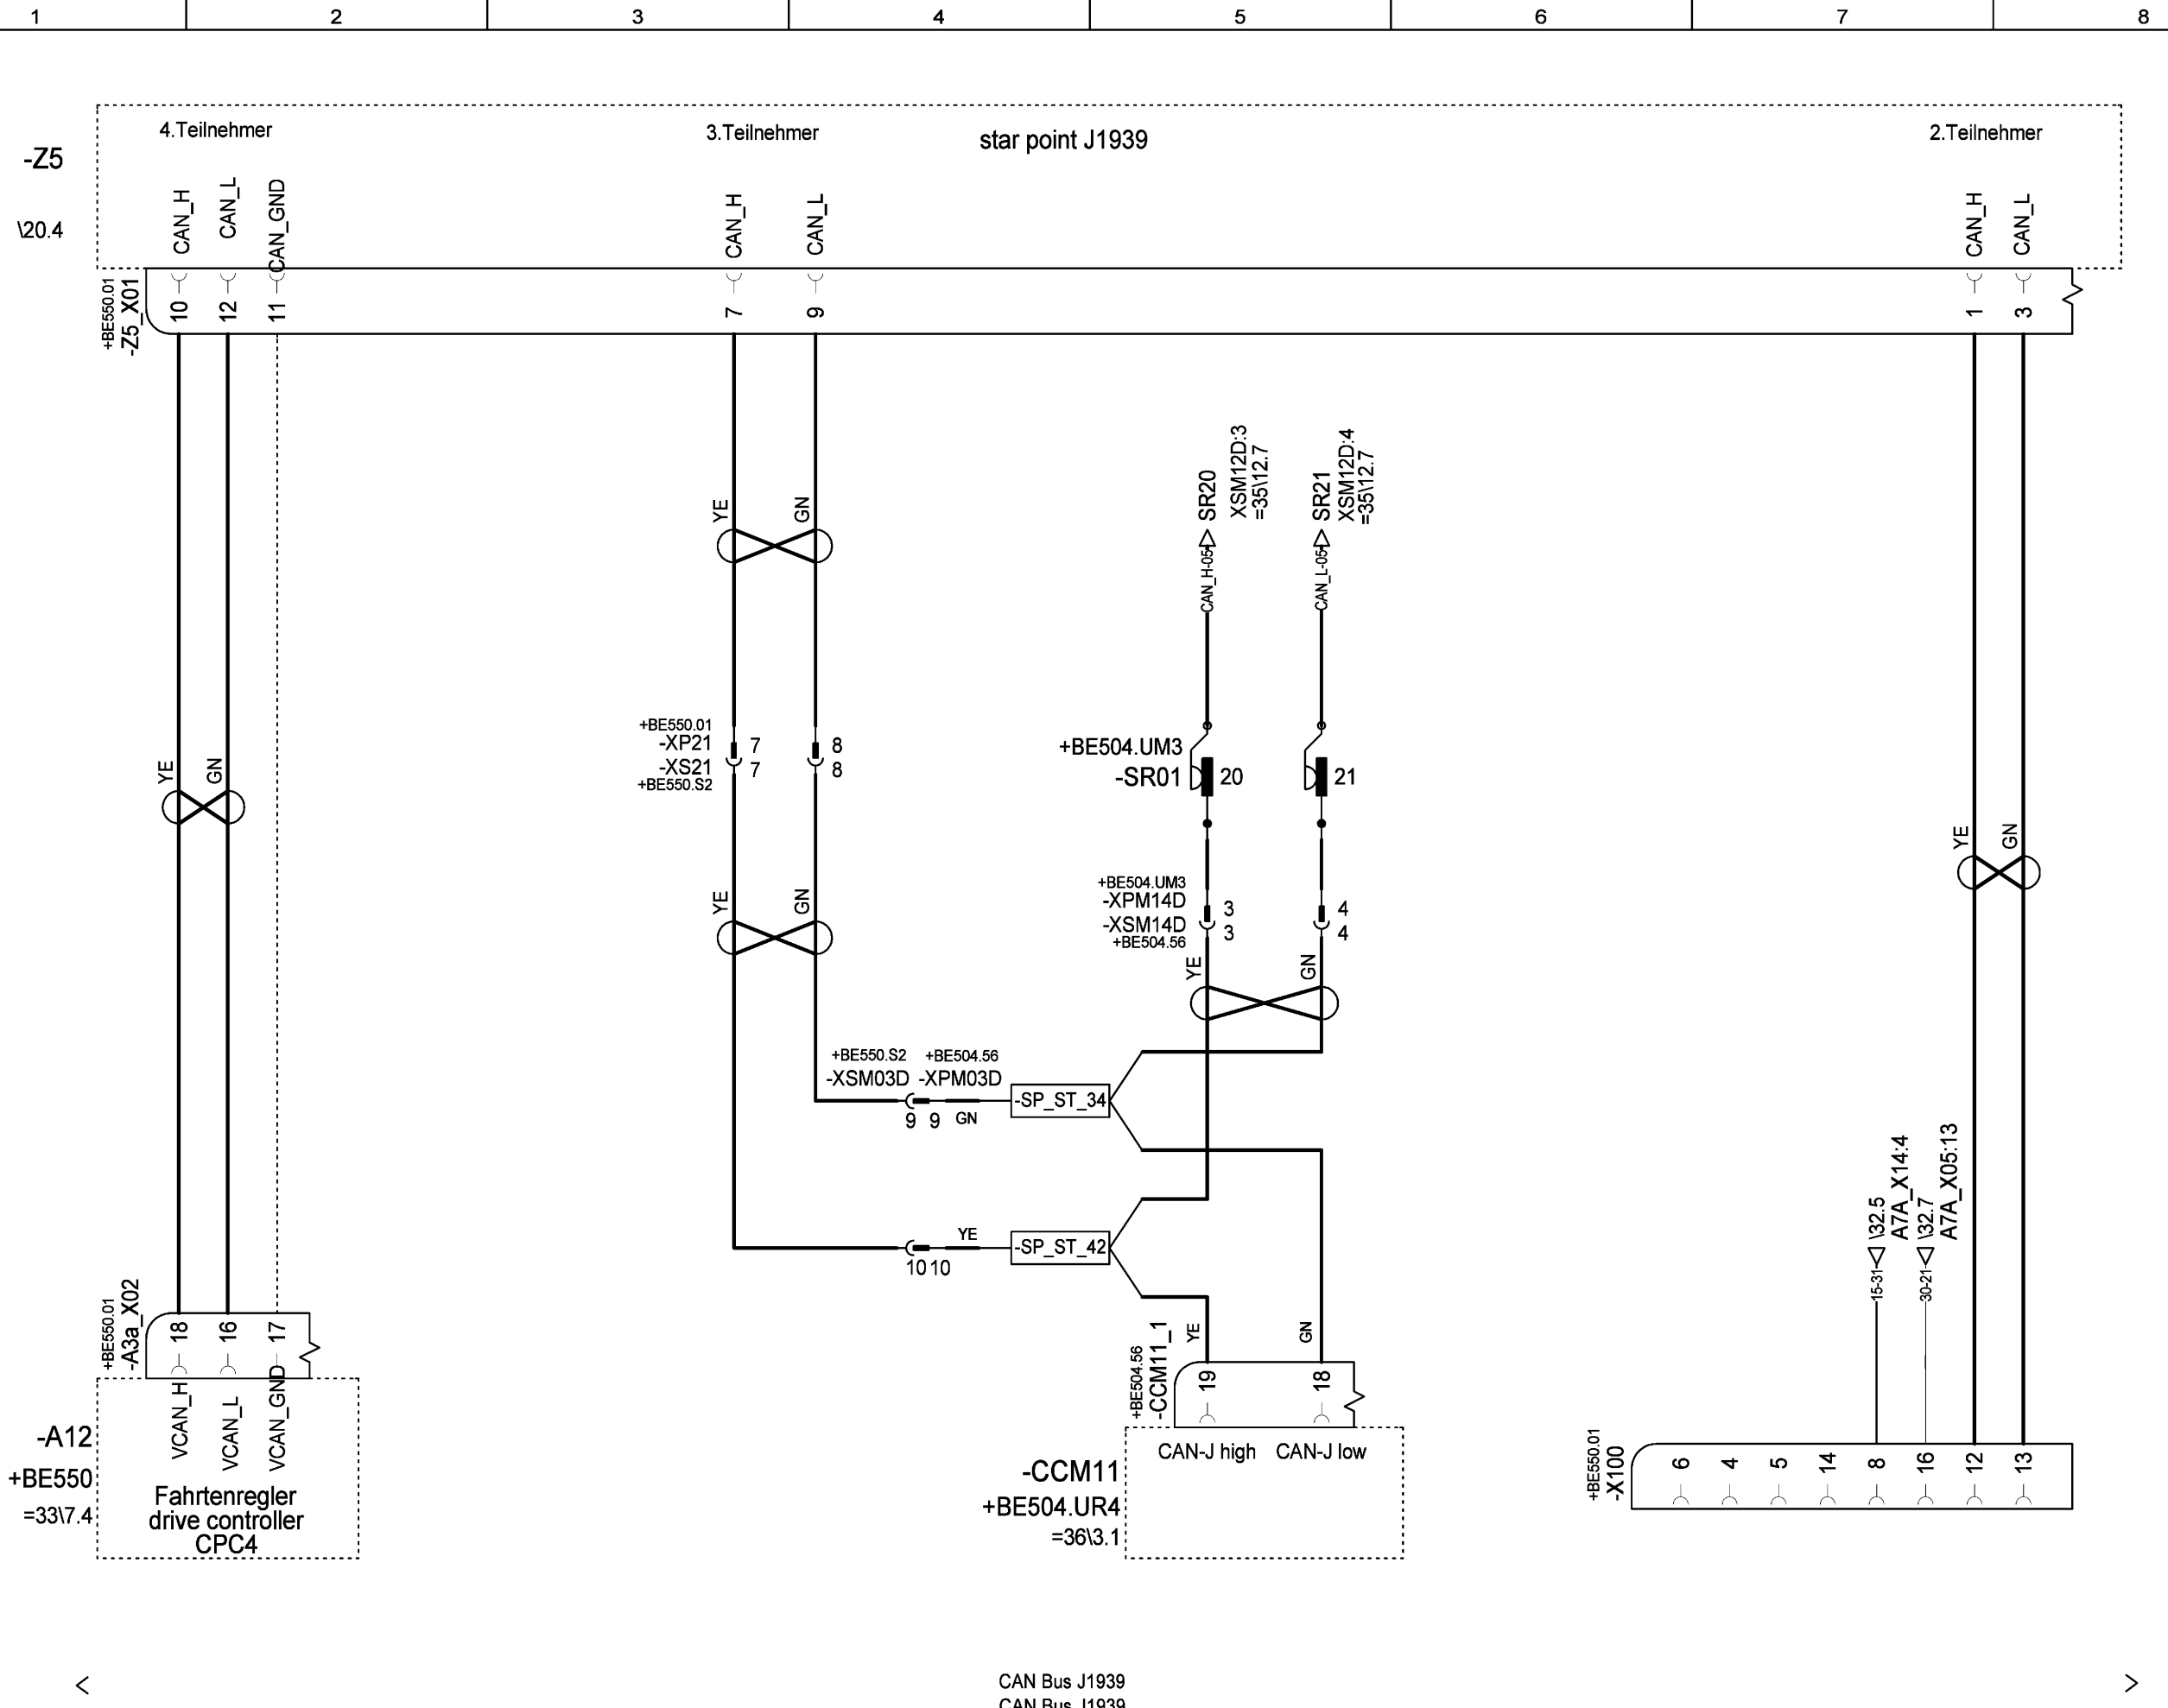 1 2 3 4 5 6 7 8
4.Teilnehmer 3.Teilnehmer star point J1939 2.Teilnehmer
-Z5
\20.4
CAN_H CAN_L CAN_GND CAN_H CAN_L CAN_H CAN_L
+BE550.01
-Z5_X01
10 12 11 7 9 1 3
SR20
XSM12D:3
=35\12.7
SR21
XSM12D:4
=35\12.7
YE GN
CAN_H-05 CAN_L-05
+BE550.01
-XP21 7 8
-XS21 7 8
+BE550.S2
+BE504.UM3
-SR01 20 21
YE GN
YE GN
+BE504.UM3
-XPM14D 3 4
-XSM14D 3 4
+BE504.56
YE GN
YE GN
YE GN
+BE550.S2 +BE504.56
-XSM03D -XPM03D
9 9 GN
-SP_ST_34
YE
10 10
-SP_ST_42
\32.5
A7A_X14:4
\32.7
A7A_X05:13
15-31 30-21
+BE550.01
-A3a_X02
18 16 17
VCAN_H VCAN_L VCAN_GND
-A12
+BE550
=33\7.4
Fahrtenregler
drive controller
CPC4
YE GN
+BE504.56
-CCM11_1
19 18
CAN-J high CAN-J low
-CCM11
+BE504.UR4
=36\3.1
+BE550.01
-X100
6 4 5 14 8 16 12 13
< >
CAN Bus J1939
CAN Bus J1939